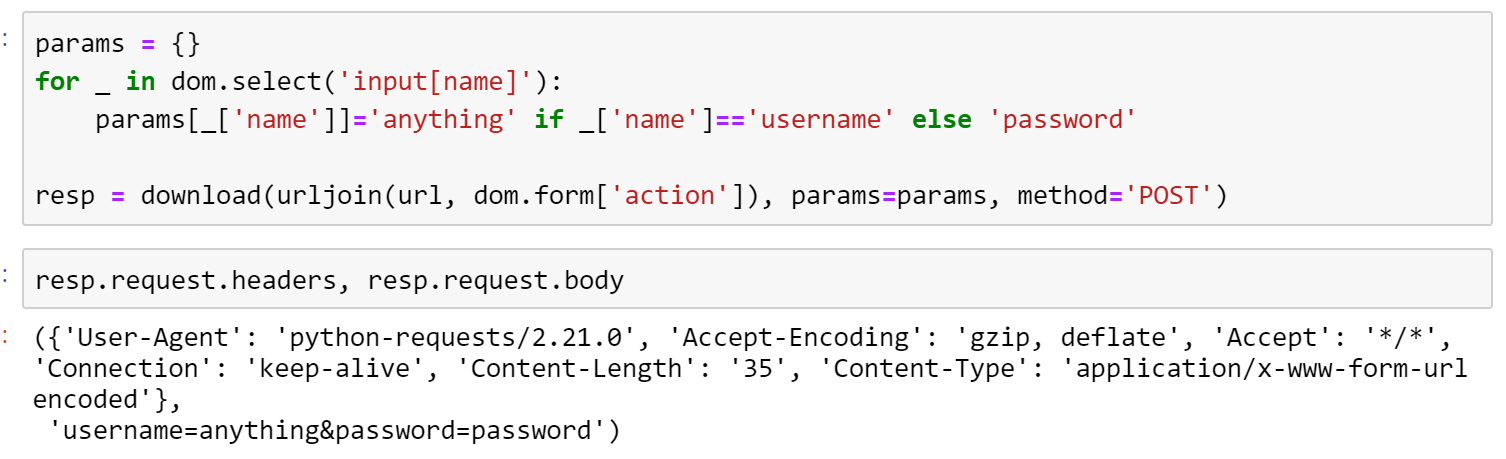 :
params = {}
for _ in dom.select('input[name]'):
    params[_['name']]='anything' if _['name']=='username' else 'password'
resp = download(urljoin(url, dom.form['action']), params=params, method='POST')
:
resp.request.headers, resp.request.body
:
({'User-Agent': 'python-requests/2.21.0', 'Accept-Encoding': 'gzip, deflate', 'Accept': '*/*',
'Connection': 'keep-alive', 'Content-Length': '35', 'Content-Type': 'application/x-www-form-url
encoded'},
 'username=anything&password=password')